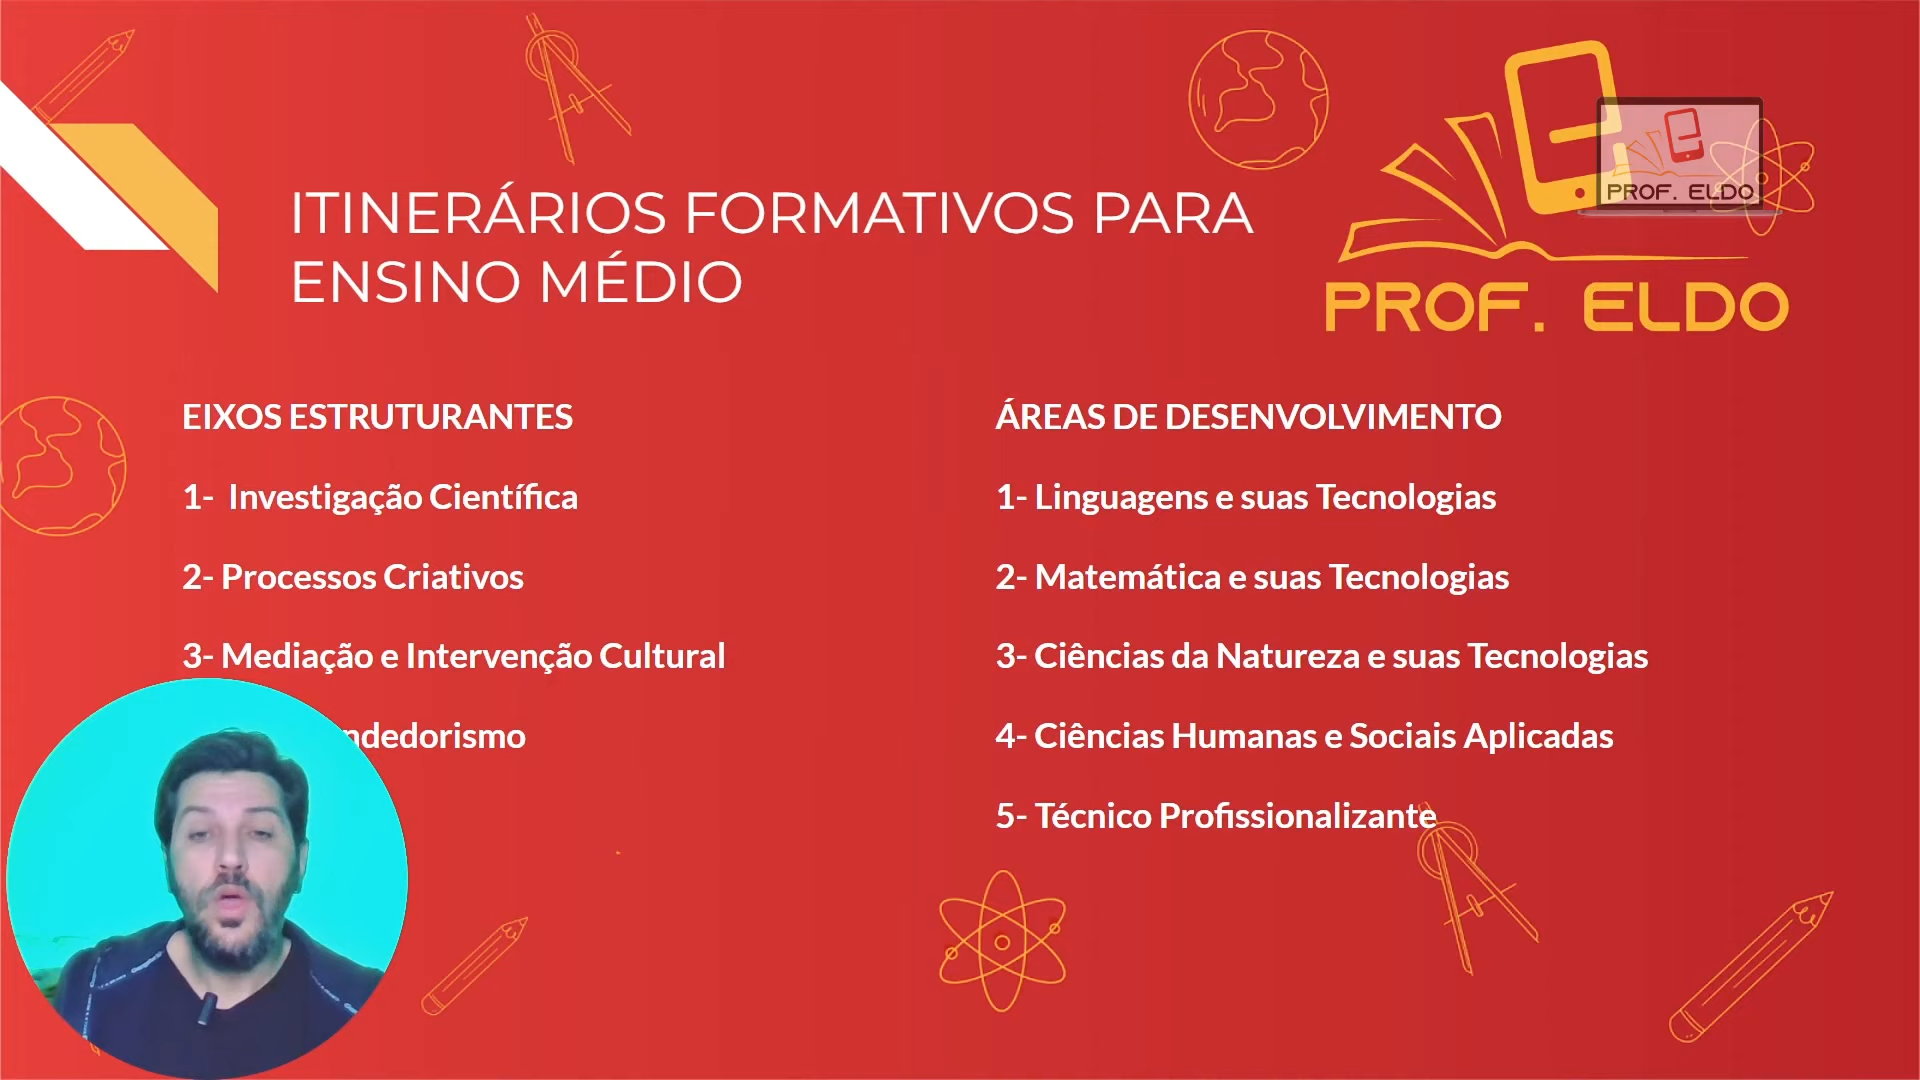 ITINERÁRIOS FORMATIVOS PARA
ENSINO MÉDIO
PROF. ELDO
PROF. ELDO
EIXOS ESTRUTURANTES
1- Investigação Científica
2- Processos Criativos
3- Mediação e Intervenção Cultural
ndedorismo
ÁREAS DE DESENVOLVIMENTO
1- Linguagens e suas Tecnologias
2- Matemática e suas Tecnologias
3- Ciências da Natureza e suas Tecnologias
4- Ciências Humanas e Sociais Aplicadas
5- Técnico Profissionalizante